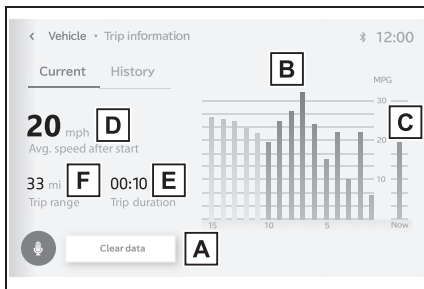 ‹ Vehicle • Trip information
12:00
Current History
B
MPG
20 mph D
Avg. speed after start
30
C
20
33 mi F 00:10 E
Trip range Trip duration
10
15 10 5 Now
Clear data A